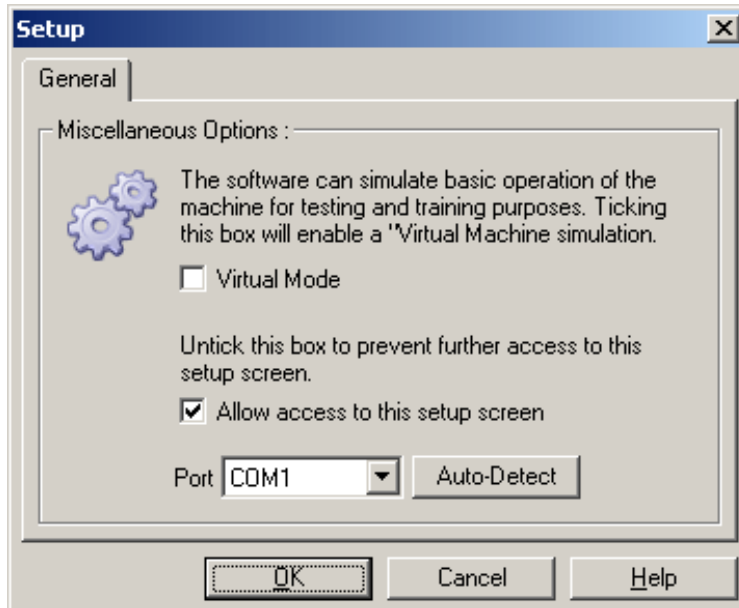 Setup
General
Miscellaneous Options :
The software can simulate basic operation of the
machine for testing and training purposes. Ticking
this box will enable a "Virtual Machine simulation.
Virtual Mode
Untick this box to prevent further access to this
setup screen.
Allow access to this setup screen
Port COM1 Auto-Detect
OK Cancel Help